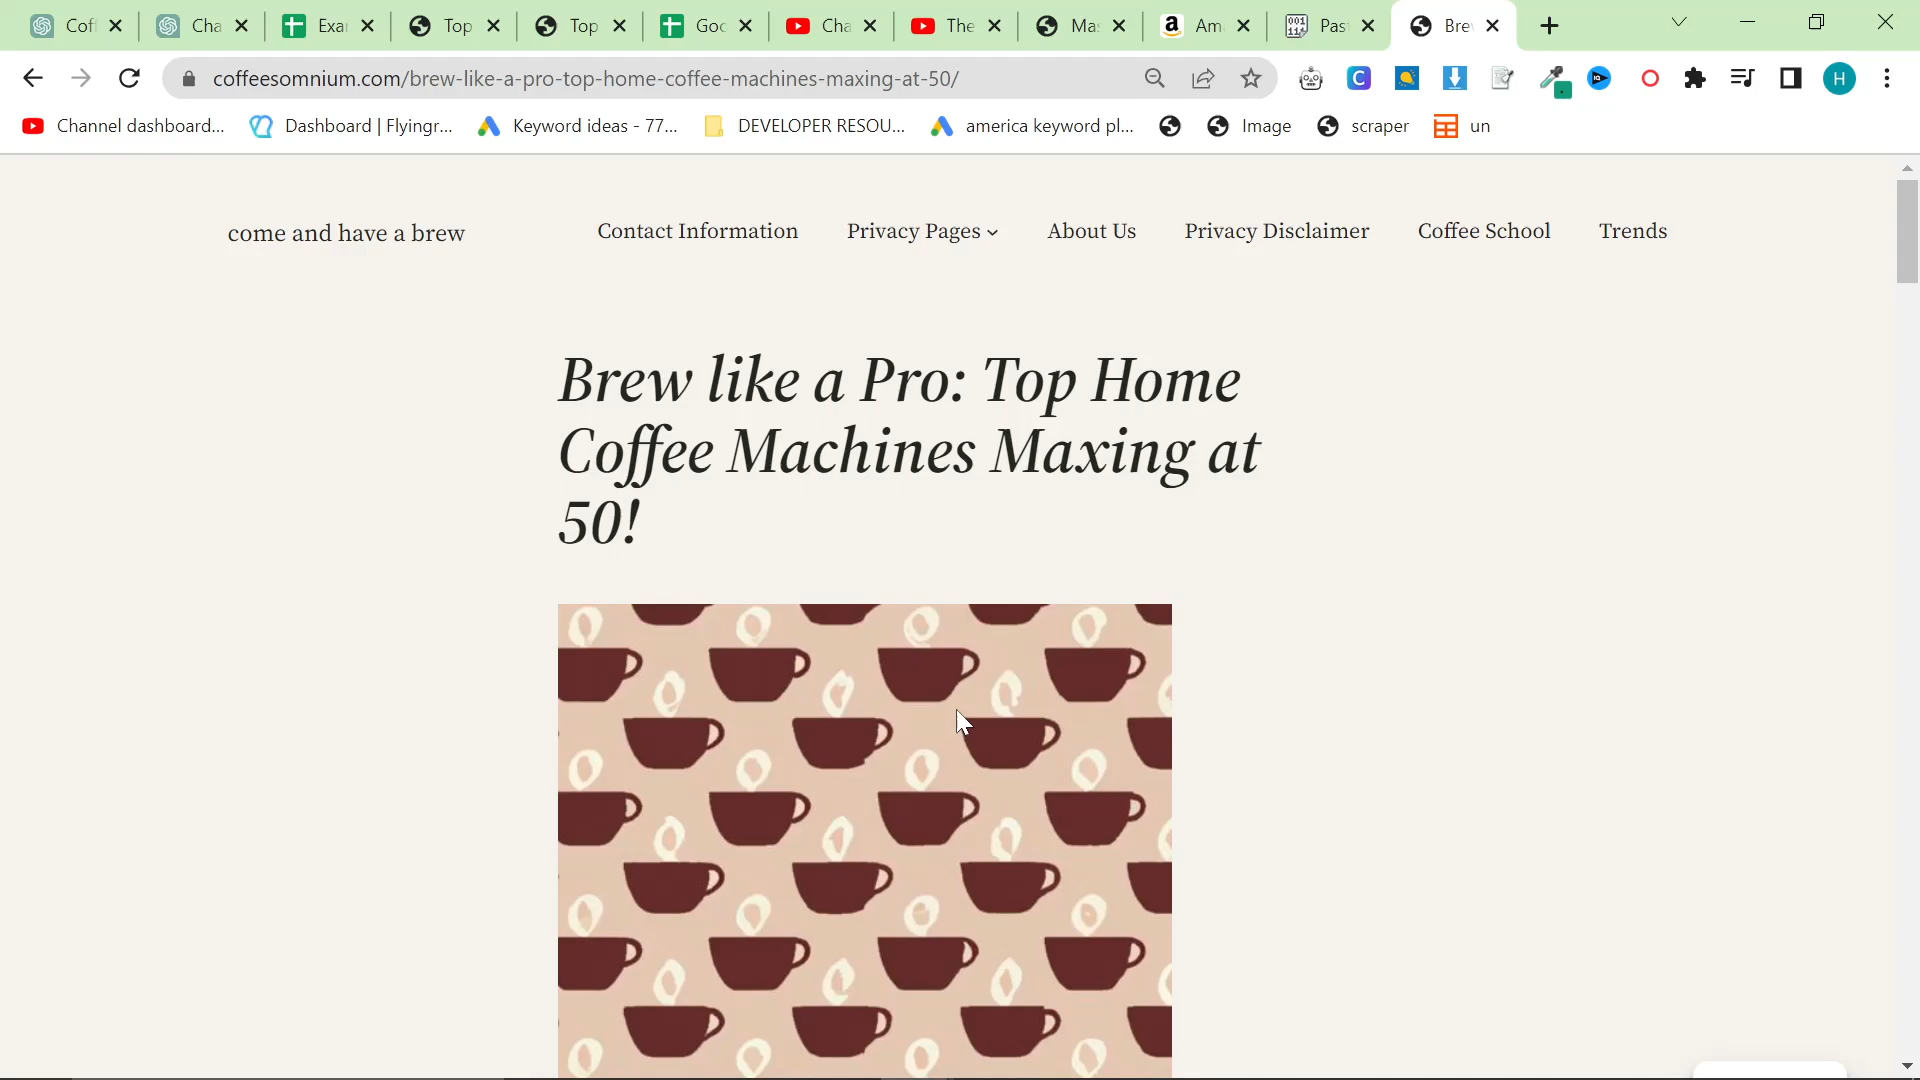 Cof
Cha
Exa
Top
Top
Goc
Cha
The
Mas
Am
Pas
Bre
coffeesomnium.com/brew-like-a-pro-top-home-coffee-machines-maxing-at-50/
H
Channel dashboard...
Dashboard | Flyingr...
Keyword ideas - 77...
DEVELOPER RESOU...
america keyword pl...
Image
scraper
un
come and have a brew
Contact Information
Privacy Pages
About Us
Privacy Disclaimer
Coffee School
Trends
Brew like a Pro: Top Home
Coffee Machines Maxing at
50!